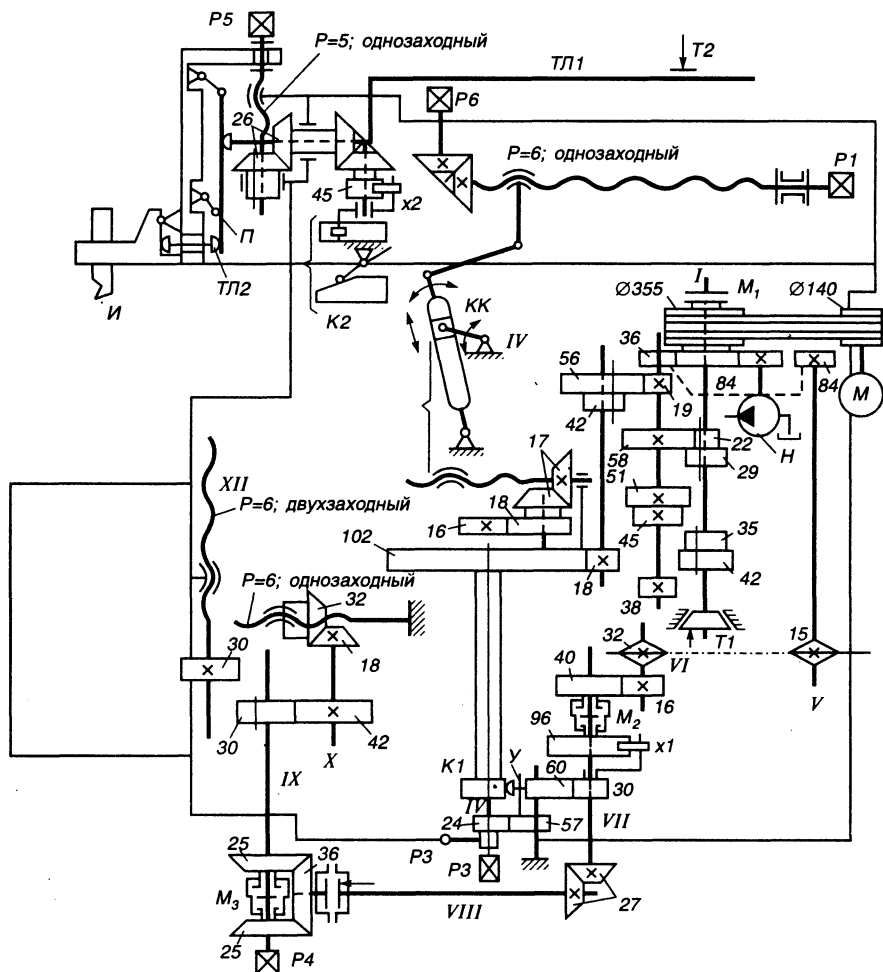 P5
P=5; однозаходный
T2
ТЛ1
P6
26
P=6; однозаходный
P1
45
x2
П
ТЛ2
И
К2
КК
IV
I
M1
Ø355
Ø140
36
84
84
M
56
19
42
H
22
58
29
51
17
XII
P=6; двухзаходный
18
16
45
35
102
42
P=6; однозаходный
32
18
38
T1
15
30
18
32
VI
40
V
16
M2
30
42
96
x1
X
У
IX
К1
60
30
IV
24
57
VII
25
36
P3
P3
M3
VIII
27
25
P4